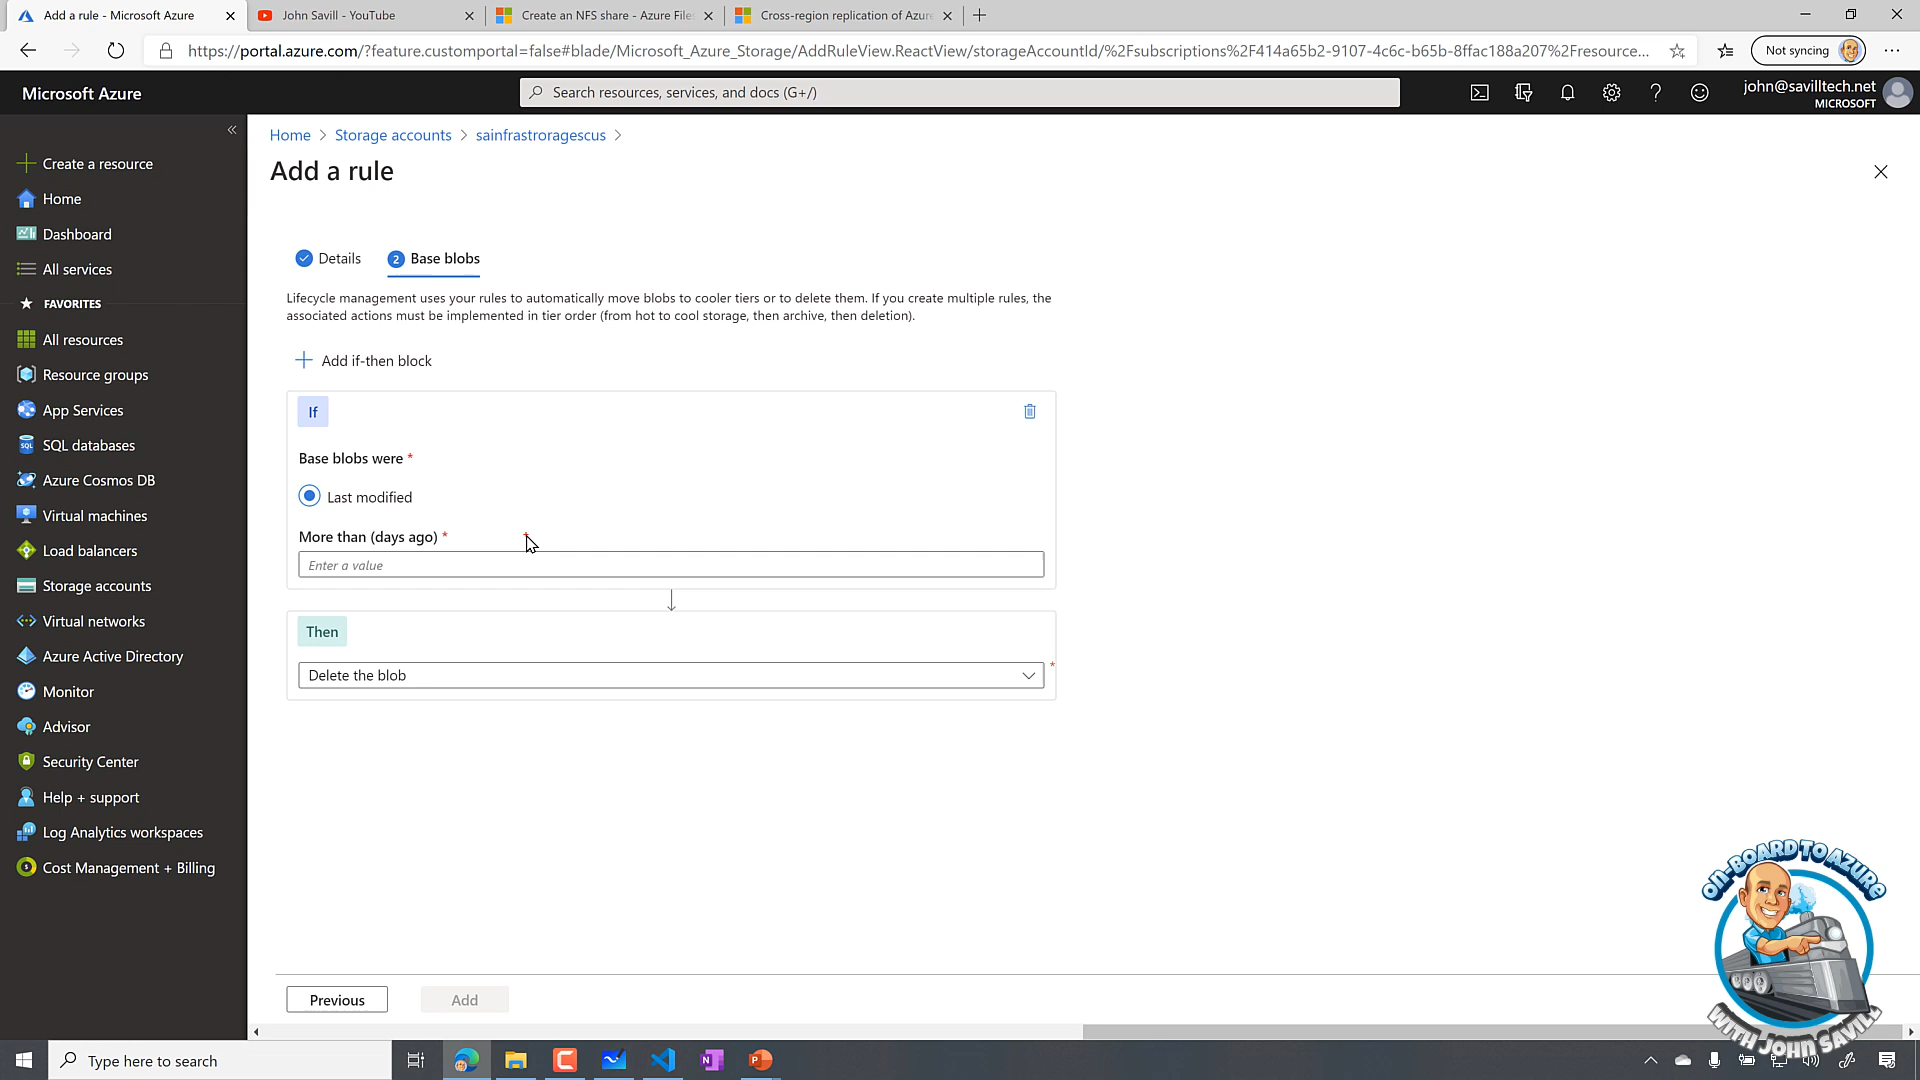 Add a rule - Microsoft Azure
John Savill - YouTube
Create an NFS share - Azure File
Cross-region replication of Azure
https://portal.azure.com/?feature.customportal=false#blade/Microsoft_Azure_Storage/AddRuleView.ReactView/storageAccountId/%2Fsubscriptions%2F414a65b2-9107-4c6c-b65b-8ffac188a207%2Fresource...
Not syncing
Microsoft Azure
Search resources, services, and docs (G+/)
john@savilltech.net
MICROSOFT
Create a resource
Home
Dashboard
All services
FAVORITES
All resources
Resource groups
App Services
SQL databases
Azure Cosmos DB
Virtual machines
Load balancers
Storage accounts
Virtual networks
Azure Active Directory
Monitor
Advisor
Security Center
Help + support
Log Analytics workspaces
Cost Management + Billing
Home > Storage accounts > sainfrastroragescus >
Add a rule
Details
2 Base blobs
Lifecycle management uses your rules to automatically move blobs to cooler tiers or to delete them. If you create multiple rules, the
associated actions must be implemented in tier order (from hot to cool storage, then archive, then deletion).
Add if-then block
If
Base blobs were *
Last modified
More than (days ago) *
Enter a value
Then
Delete the blob
*
Previous
Add
ON-BOARD TO AZURE
WITH JOHN SAVILL
Type here to search